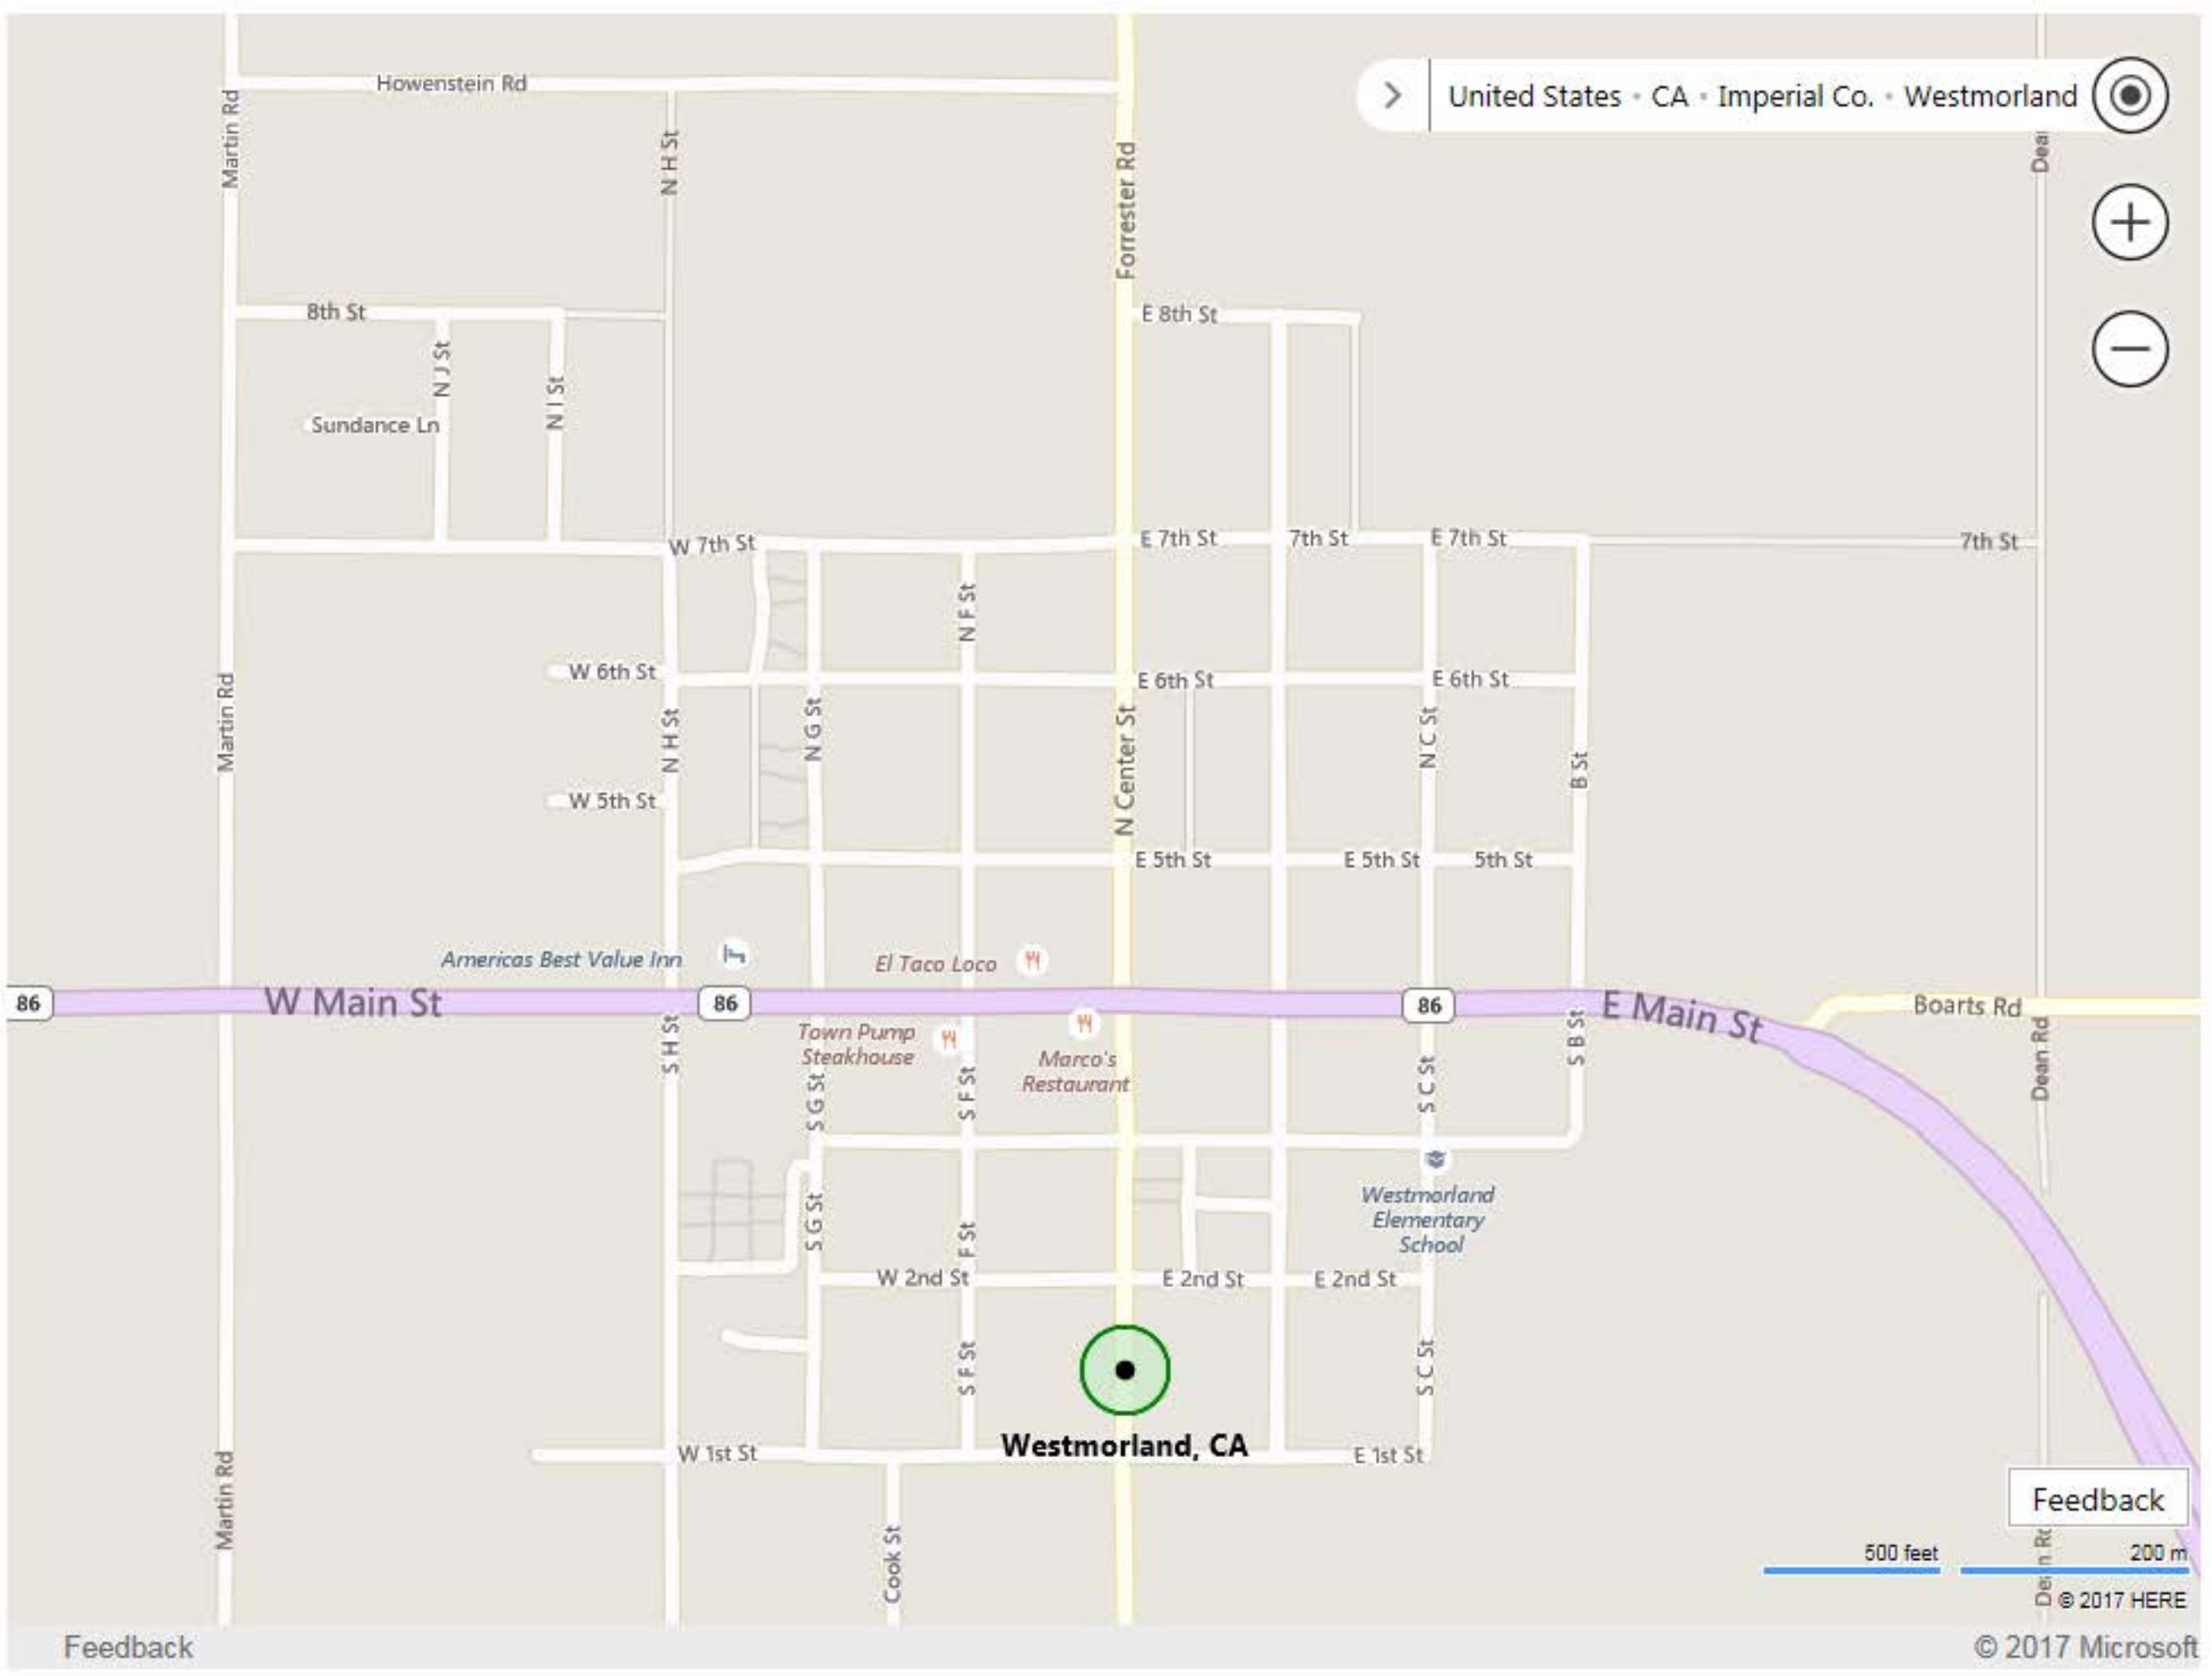 Howenstein Rd
United States • CA • Imperial Co. • Westmorland
Martin Rd
N H St
Forrester Rd
Dea
8th St
E 8th St
N J St
N I St
Sundance Ln
W 7th St
E 7th St
7th St
E 7th St
7th St
N F St
W 6th St
E 6th St
E 6th St
Martin Rd
N H St
N G St
N Center St
N C St
B St
W 5th St
E 5th St
E 5th St
5th St
Americas Best Value Inn
El Taco Loco
86
W Main St
86
86
E Main St
Boarts Rd
S H St
Town Pump
Steakhouse
Marco's
Restaurant
S B St
Dean Rd
S G St
S F St
S C St
Westmorland
Elementary
School
S G St
F St
W 2nd St
E 2nd St
E 2nd St
S F St
S C St
Westmorland, CA
W 1st St
E 1st St
Martin Rd
Cook St
Feedback
500 feet
200 m
Dean Rd
© 2017 HERE
Feedback
© 2017 Microsoft